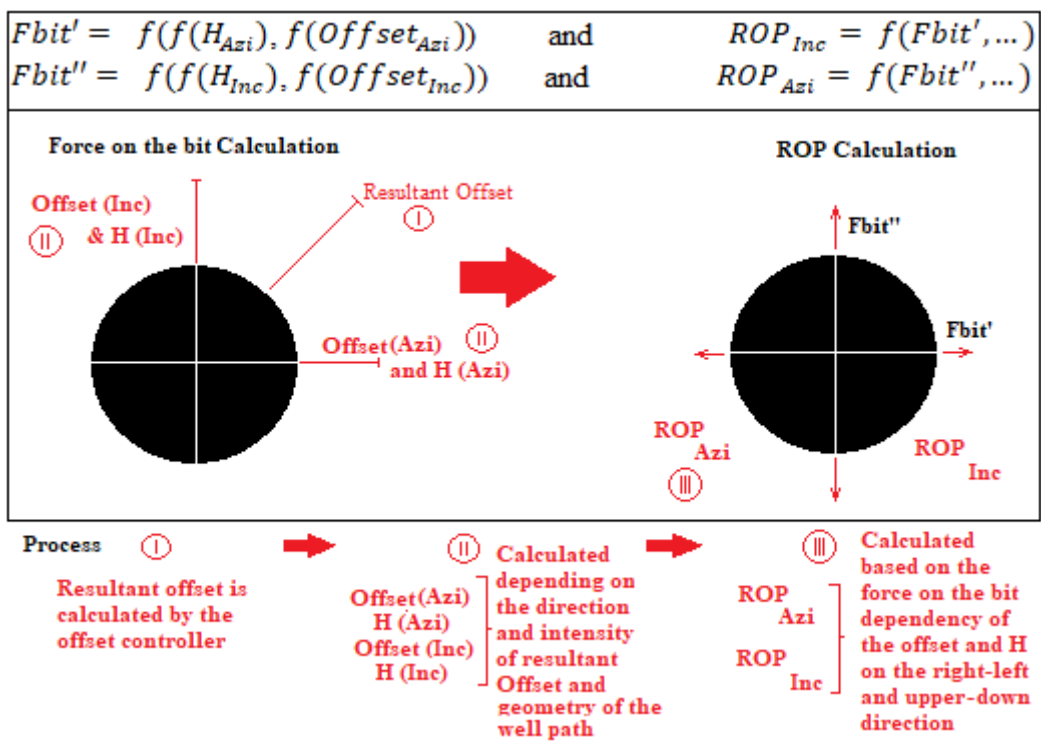 Fbit' = f(f(H_Azi), f(Offset_Azi)) and ROP_Inc = f(Fbit', ...)
Fbit'' = f(f(H_Inc), f(Offset_Inc)) and ROP_Azi = f(Fbit'', ...)
Force on the bit Calculation
ROP Calculation
Offset (Inc)
II & H (Inc)
Resultant Offset
I
Offset (Azi) II
and H (Azi)
Fbit''
Fbit'
ROP
Azi
III
ROP
Inc
Process I
Resultant offset is
calculated by the
offset controller
II
Offset (Azi)
H (Azi)
Offset (Inc)
H (Inc)
Calculated
depending on
the direction
and intensity
of resultant
Offset and
geometry of the
well path
III
ROP
Azi
ROP
Inc
Calculated
based on the
force on the bit
dependency of
the offset and H
on the right-left
and upper-down
direction